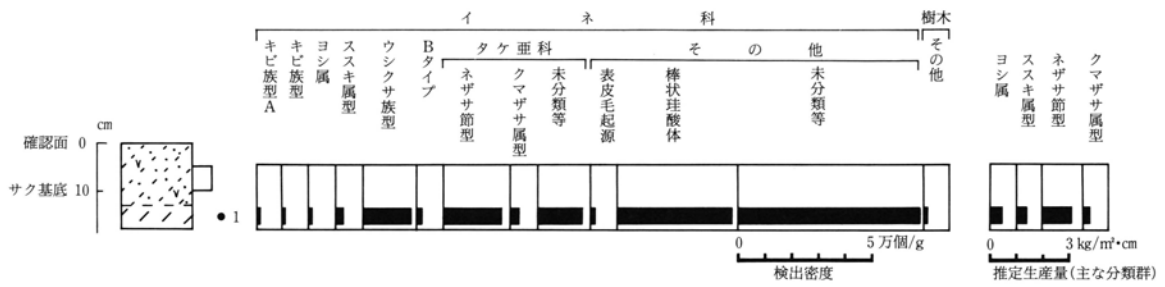 イネ科
樹木
タケ亜科
その他
キビ族型A
キビ族型
ヨシ属
ススキ属型
ウシクサ族型
Bタイプ
ネザサ節型
クマザサ属型
未分類等
表皮毛起源
棒状珪酸体
未分類等
その他
ヨシ属
ススキ属型
ネザサ節型
クマザサ属型
cm
確認面 0
サク基底 10
1
0 5 万個/g
検出密度
0 3 kg/m²・cm
推定生産量(主な分類群)